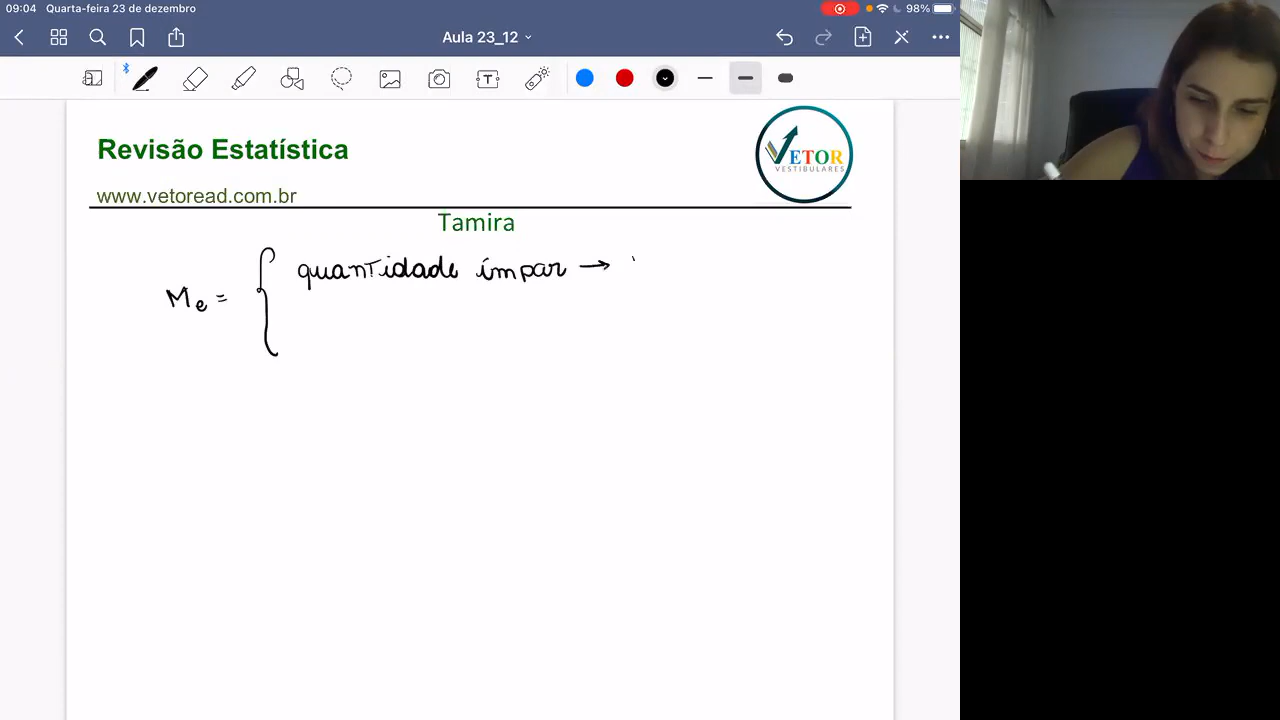 09:04 Quarta-feira 23 de dezembro 98%
Aula 23_12
T
Revisão Estatística
VETOR
VESTIBULARES
www.vetoread.com.br
Tamira
quantidade ímpar →
Me =